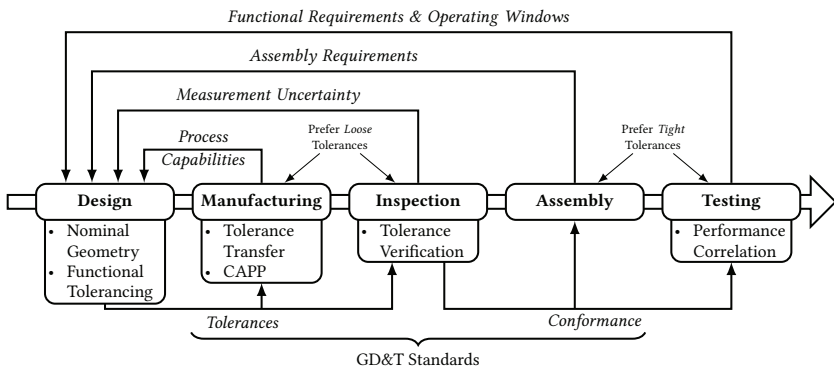 Functional Requirements & Operating Windows
Assembly Requirements
Measurement Uncertainty
Process
Capabilities
Prefer Loose
Tolerances
Prefer Tight
Tolerances
Design
Manufacturing
Inspection
Assembly
Testing
• Nominal
Geometry
• Functional
Tolerancing
• Tolerance
Transfer
• CAPP
• Tolerance
Verification
• Performance
Correlation
Tolerances
Conformance
GD&T Standards